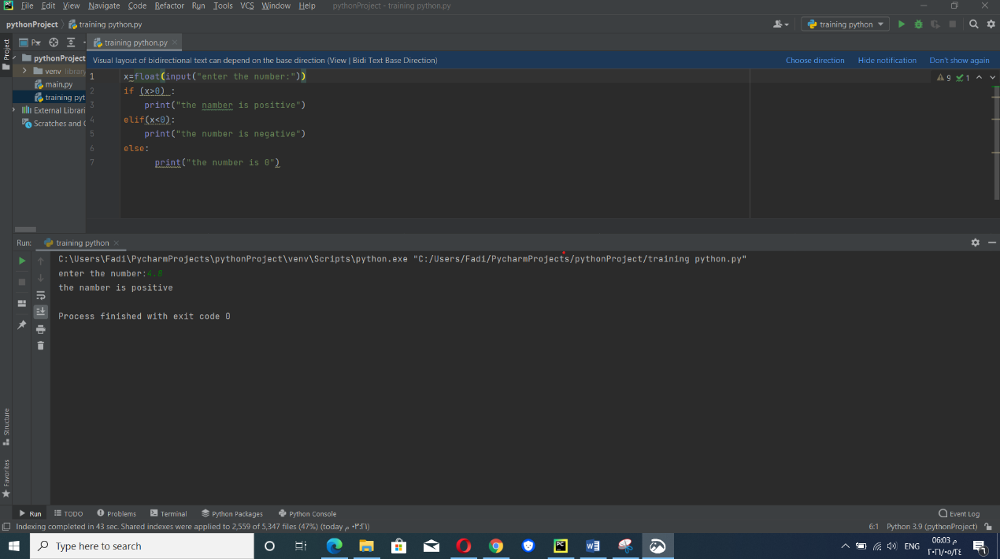 File Edit View Navigate Code Refactor Run Tools VCS Window Help pythonProject - training python.py
pythonProject training python.py
training python
Project
P
training python.py
pythonProject
Visual layout of bidirectional text can depend on the base direction (View | Bidi Text Base Direction) Choose direction Hide notification Don't show again
venv library
main.py
training pyt
External Librari
Scratches and C
1 x=float(input("enter the number:"))
2 if (x>0) :
3 print("the namber is positive")
4 elif(x<0):
5 print("the number is negative")
6 else:
7 print("the number is 0")
9 1
Run: training python
C:\Users\Fadi\PycharmProjects\pythonProject\venv\Scripts\python.exe "C:/Users/Fadi/PycharmProjects/pythonProject/training python.py"
enter the number:4.8
the namber is positive
Process finished with exit code 0
Structure
Favorites
Run TODO Problems Terminal Python Packages Python Console Event Log
Indexing completed in 43 sec. Shared indexes were applied to 2,559 of 5,347 files (47%) (today
6:1 Python 3.9 (pythonProject)
Type here to search
PC
W
ENG
06:03 م
٢٠٢١/٠٥/٢٤
1